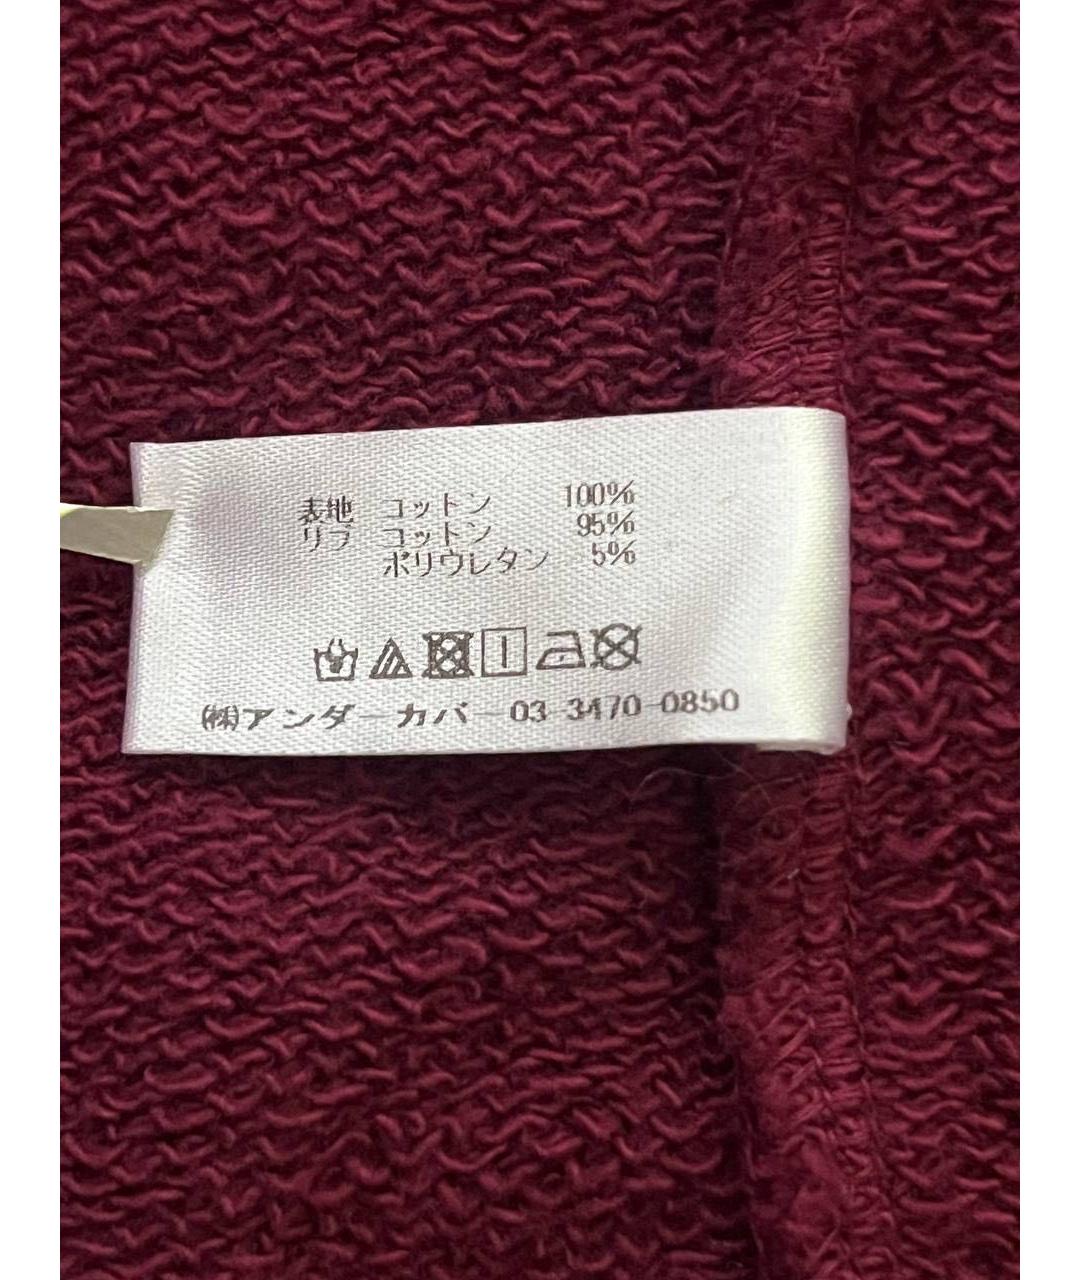 表地 コットン 100%
リブ コットン 95%
ポリウレタン 5%
㈱アンダーカバー 03-3470-0850